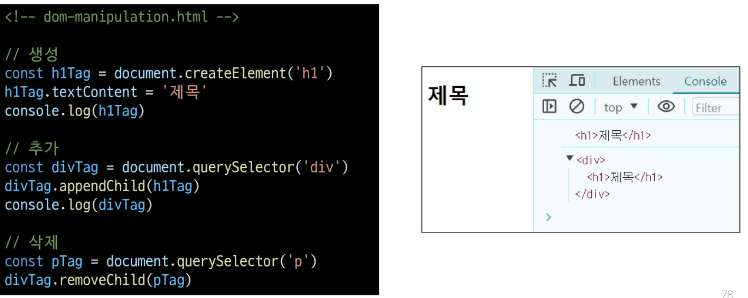 <!-- dom-manipulation.html -->
// 생성
const h1Tag = document.createElement('h1')
h1Tag.textContent = '제목'
console.log(h1Tag)
// 추가
const divTag = document.querySelector('div')
divTag.appendChild(h1Tag)
console.log(divTag)
// 삭제
const pTag = document.querySelector('p')
divTag.removeChild(pTag)
제목
Elements Console
top ▼ Filter
<h1>제목</h1>
▼<div>
<h1>제목</h1>
</div>
>
78